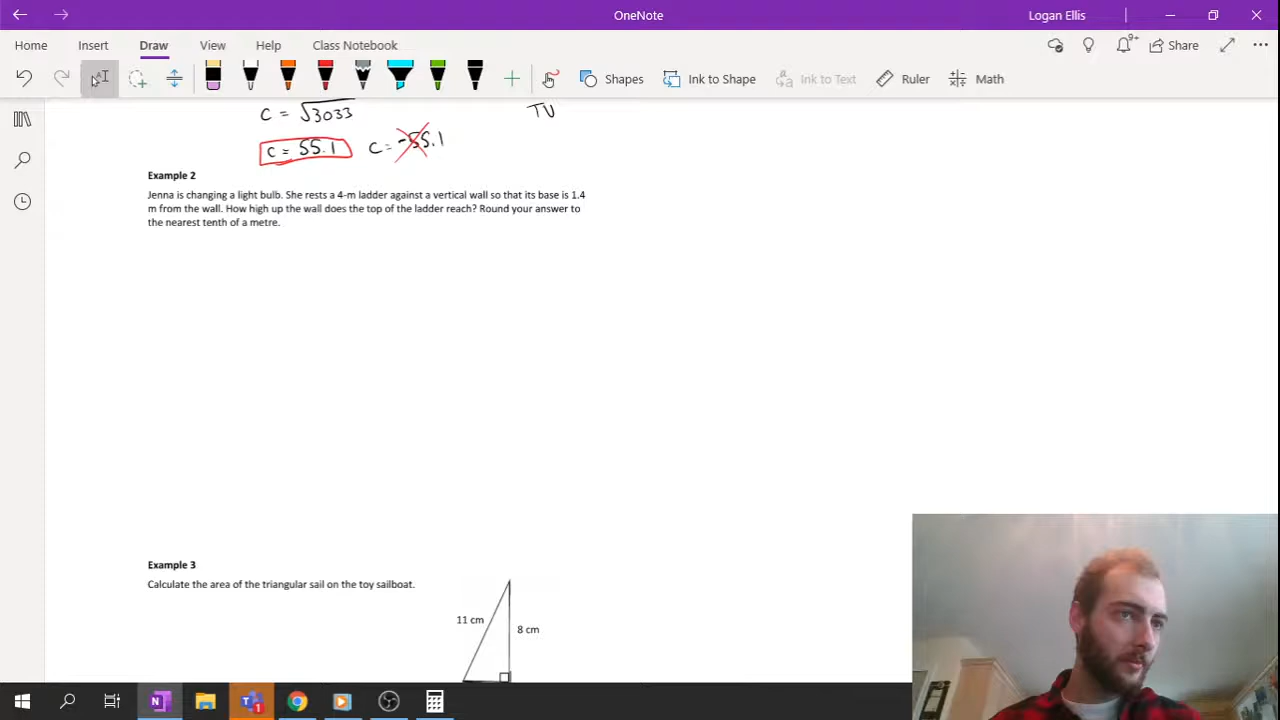 OneNote
Logan Ellis
Home Insert Draw View Help Class Notebook
Share
Shapes Ink to Shape Ink to Text Ruler Math
c = √3033
TV
c = 55.1 c = -55.1
Example 2
Jenna is changing a light bulb. She rests a 4-m ladder against a vertical wall so that its base is 1.4
m from the wall. How high up the wall does the top of the ladder reach? Round your answer to
the nearest tenth of a metre.
Example 3
Calculate the area of the triangular sail on the toy sailboat.
11 cm
8 cm